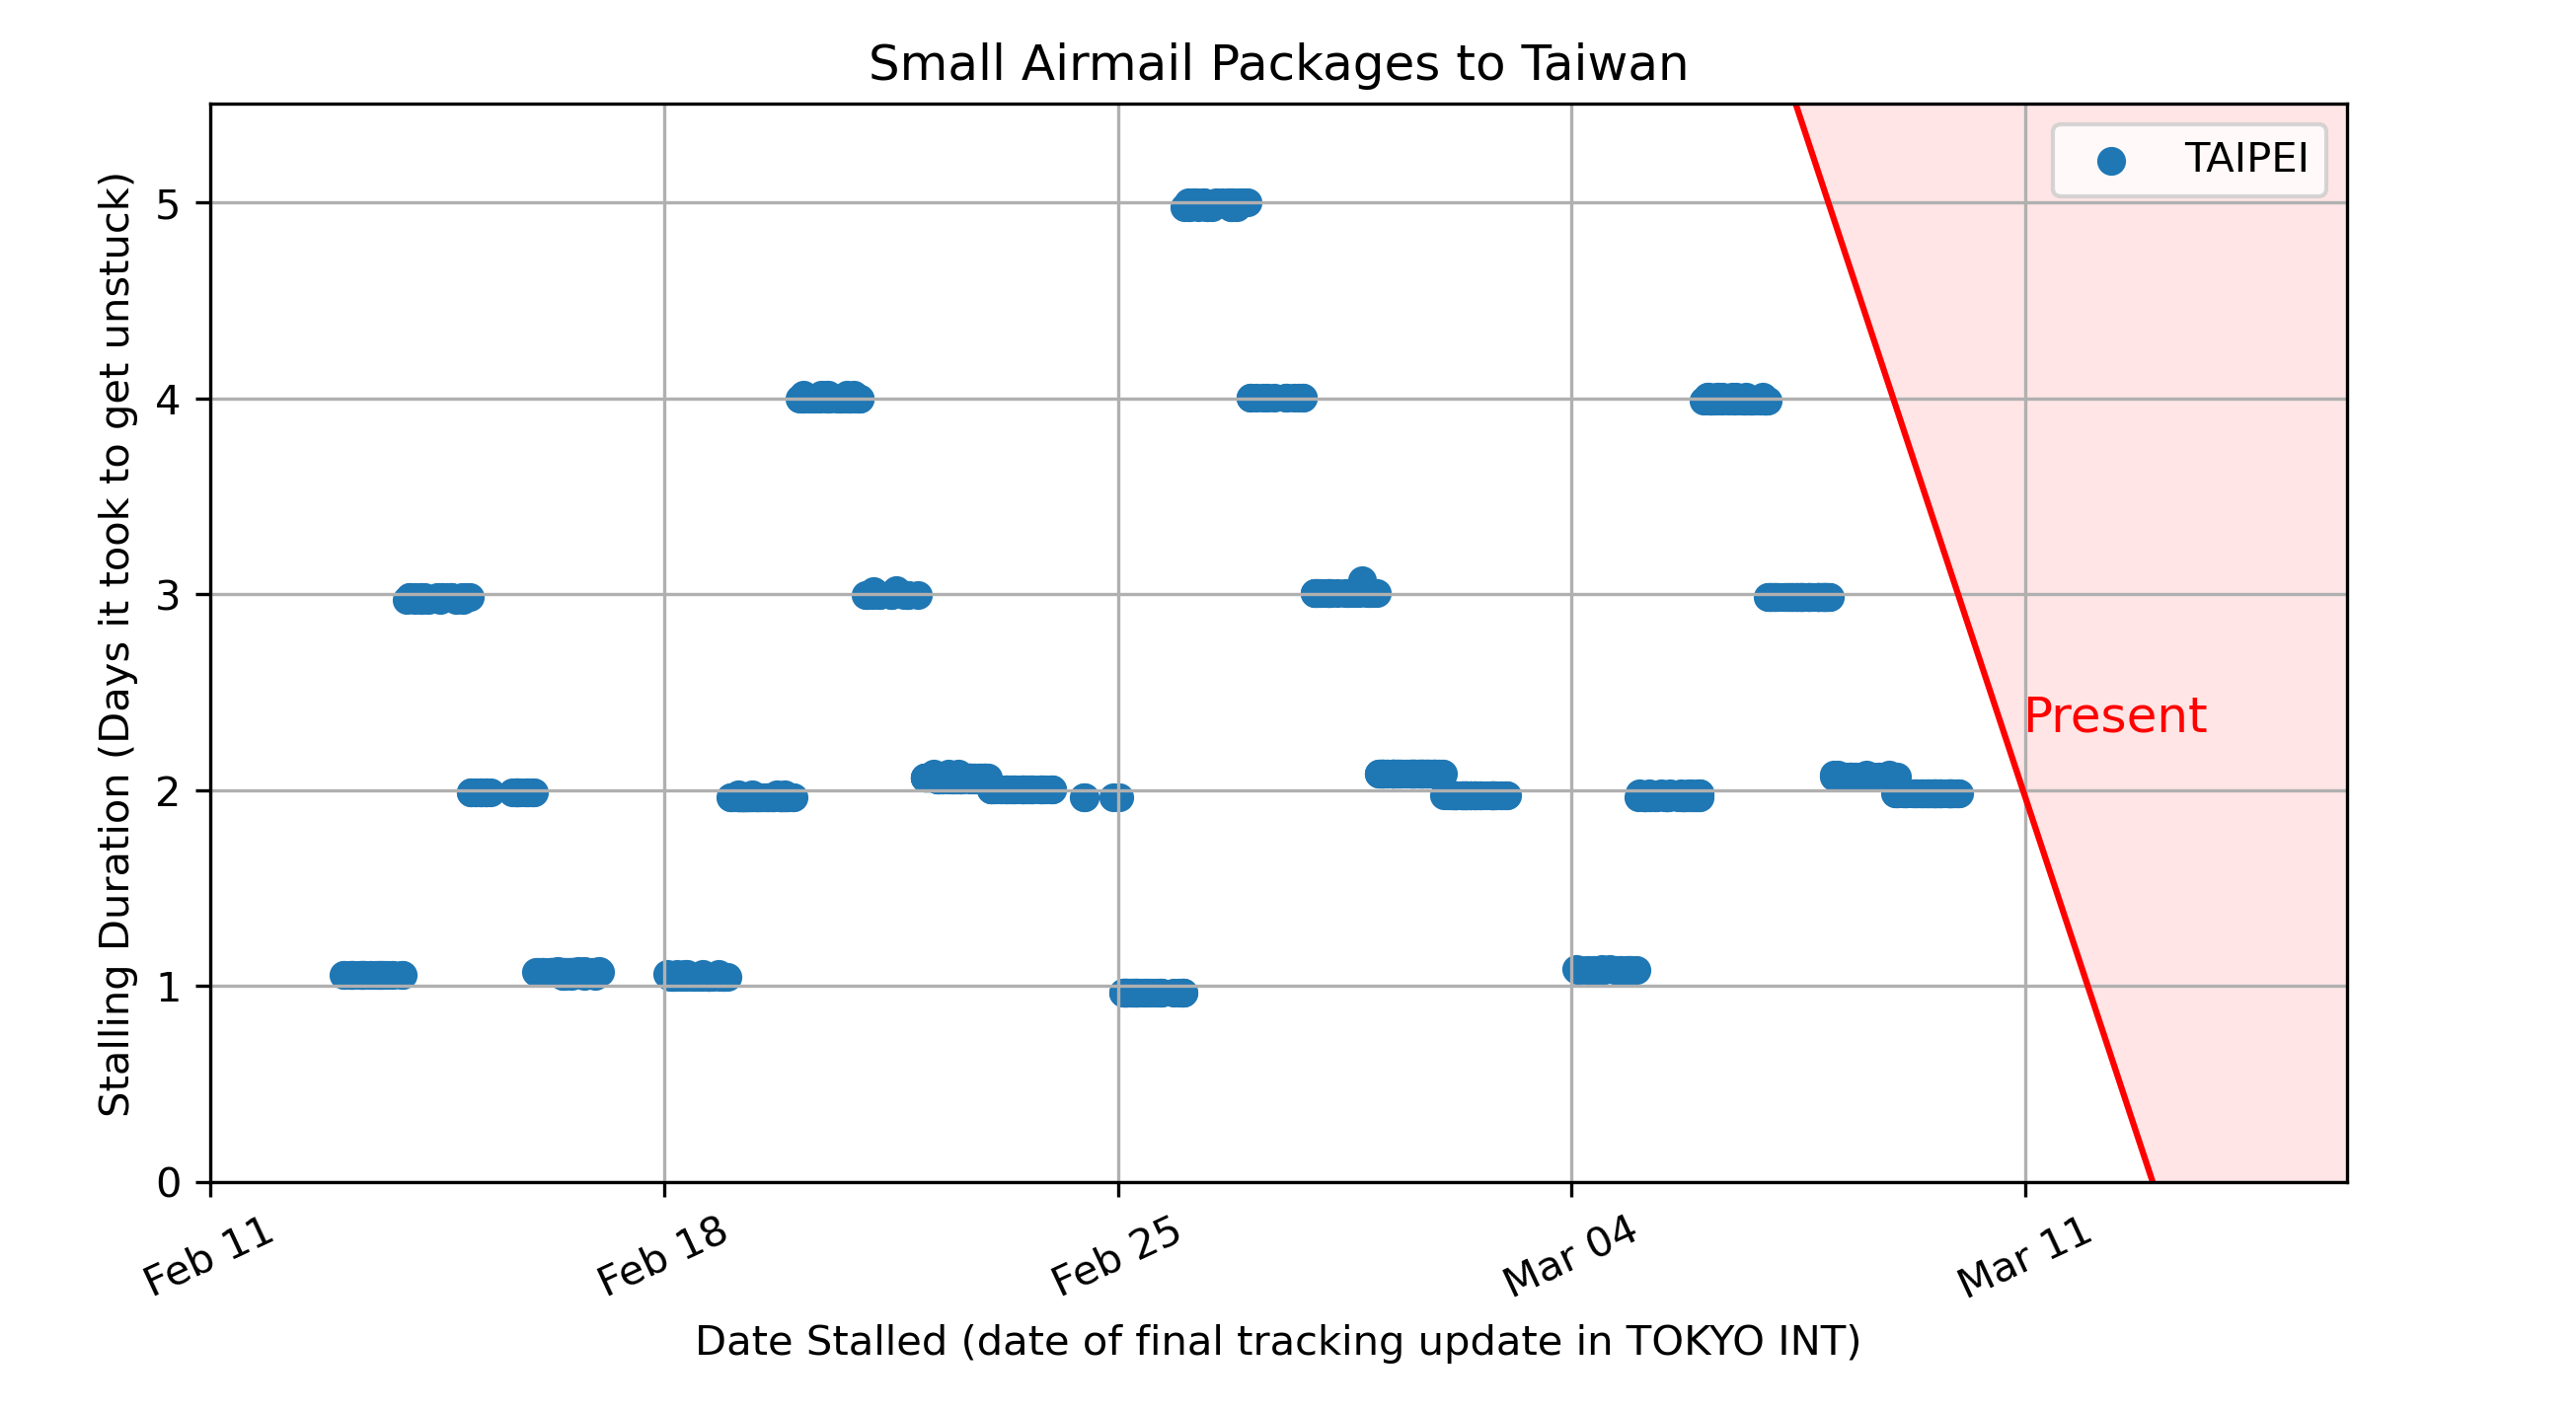 Small Airmail Packages to Taiwan
Stalling Duration (Days it took to get unstuck)
5
4
3
2
1
0
TAIPEI
Present
Feb 11
Feb 18
Feb 25
Mar 04
Mar 11
Date Stalled (date of final tracking update in TOKYO INT)